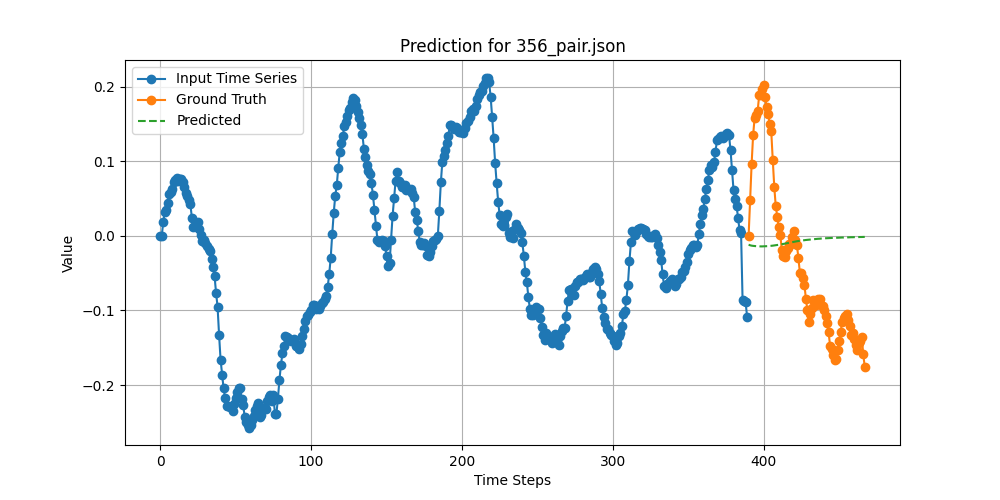 Prediction for 356_pair.json
Input Time Series
Ground Truth
Predicted
Value
0.2
0.1
0.0
−0.1
−0.2
0
100
200
300
400
Time Steps